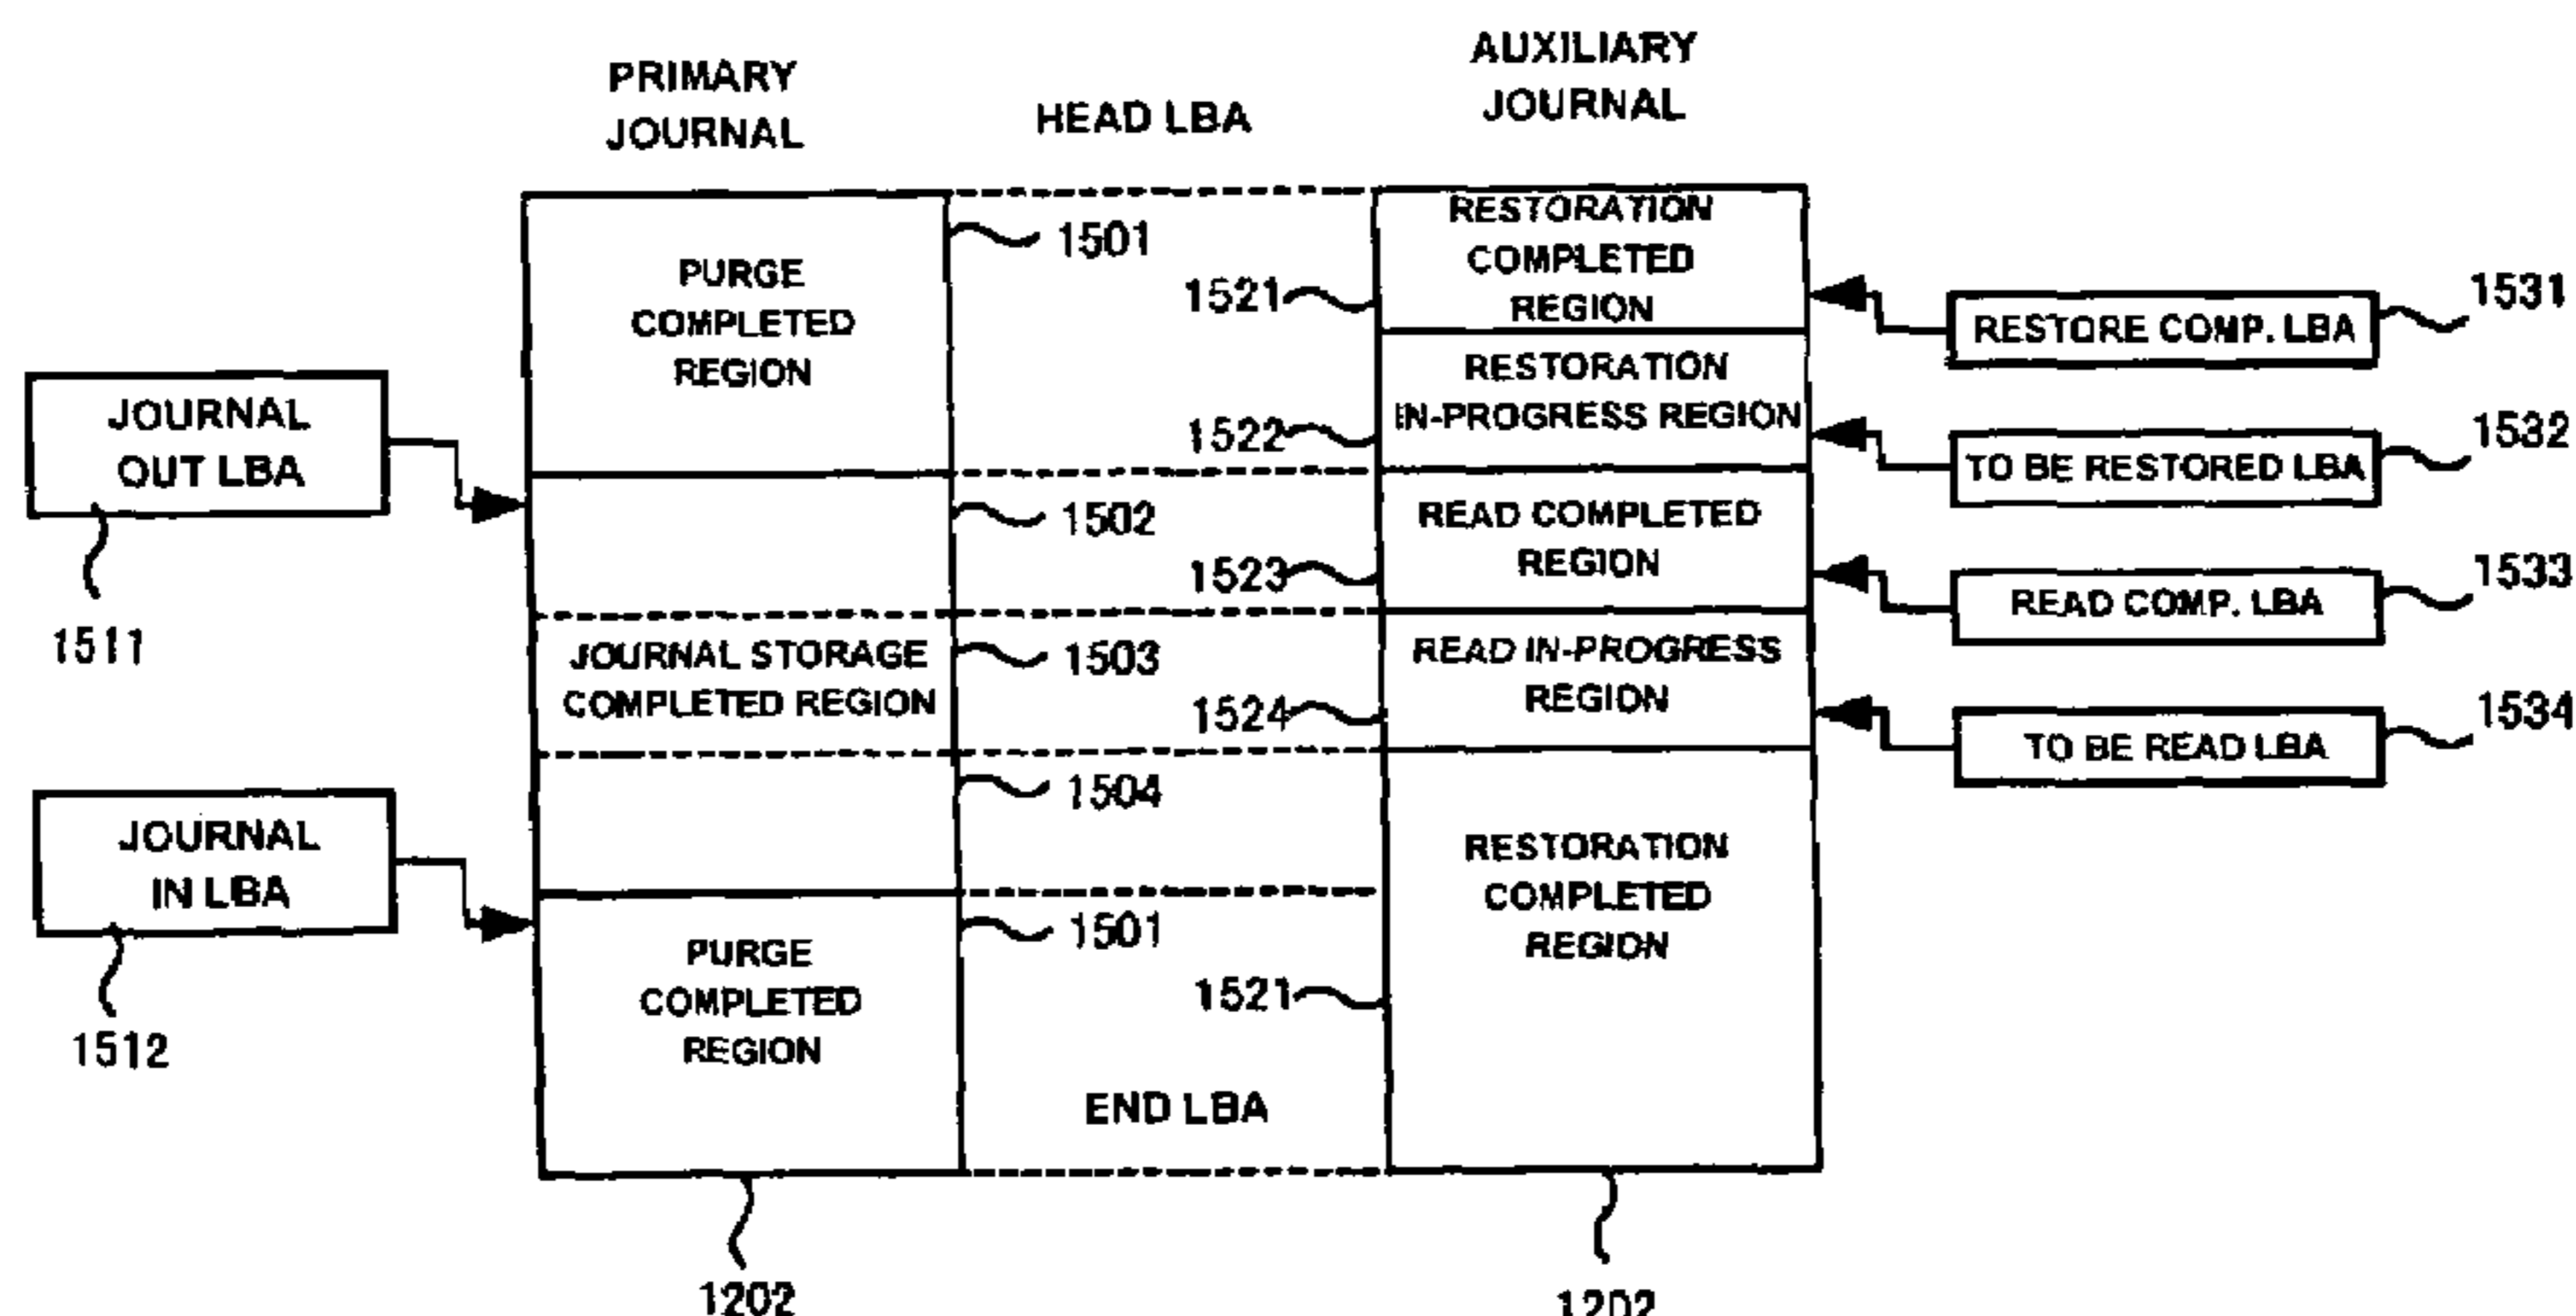 PRIMARY
JOURNAL
HEAD LBA
AUXILIARY
JOURNAL
PURGE
COMPLETED
REGION
1501
JOURNAL
OUT LBA
1511
1502
JOURNAL STORAGE
COMPLETED REGION
1503
1504
JOURNAL
IN LBA
1512
PURGE
COMPLETED
REGION
1501
END LBA
1202
RESTORATION
COMPLETED
REGION
1521
RESTORATION
IN-PROGRESS REGION
1522
READ COMPLETED
REGION
1523
READ IN-PROGRESS
REGION
1524
RESTORATION
COMPLETED
REGION
1521
1202
RESTORE COMP. LBA
1531
TO BE RESTORED LBA
1532
READ COMP. LBA
1533
TO BE READ LBA
1534